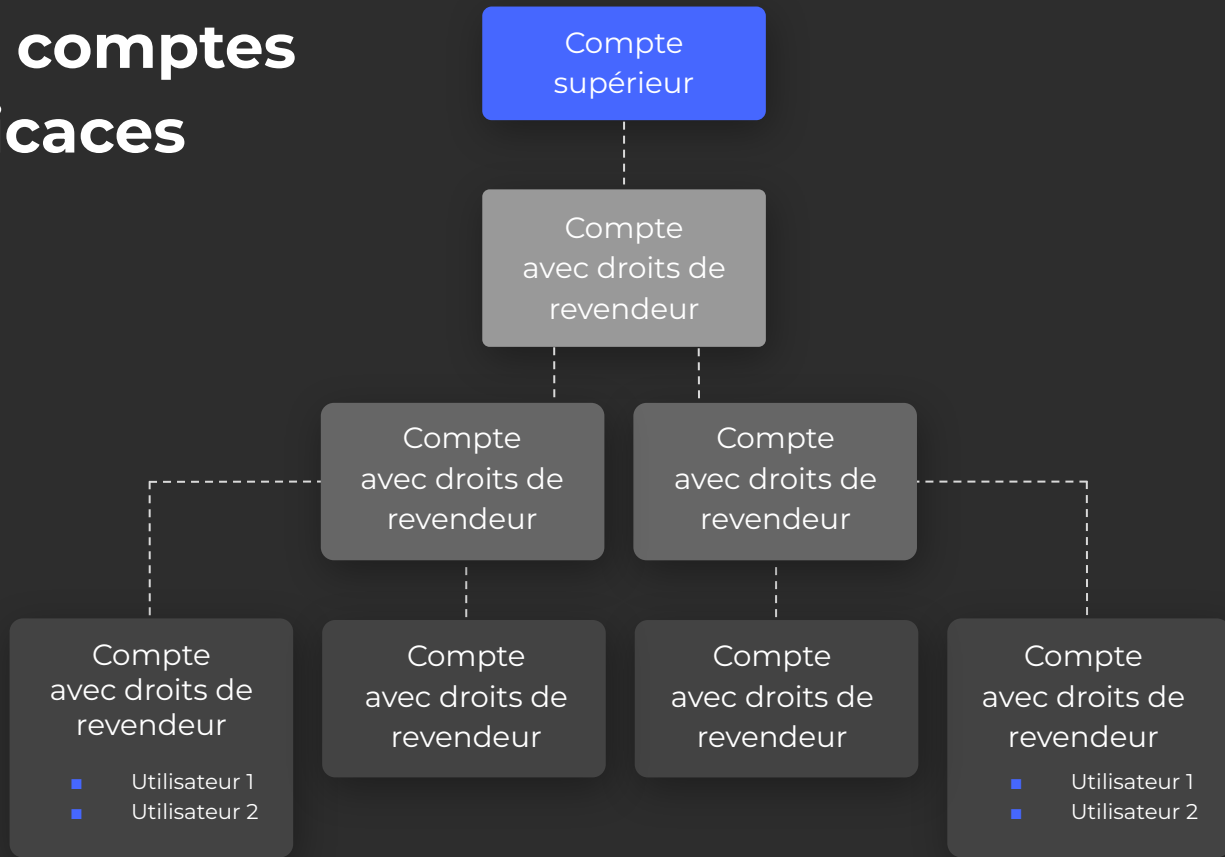 comptes
icaces
Compte
supérieur
Compte
avec droits de
revendeur
Compte
avec droits de
revendeur
Compte
avec droits de
revendeur
Compte
avec droits de
revendeur
Utilisateur 1
Utilisateur 2
Compte
avec droits de
revendeur
Compte
avec droits de
revendeur
Compte
avec droits de
revendeur
Utilisateur 1
Utilisateur 2